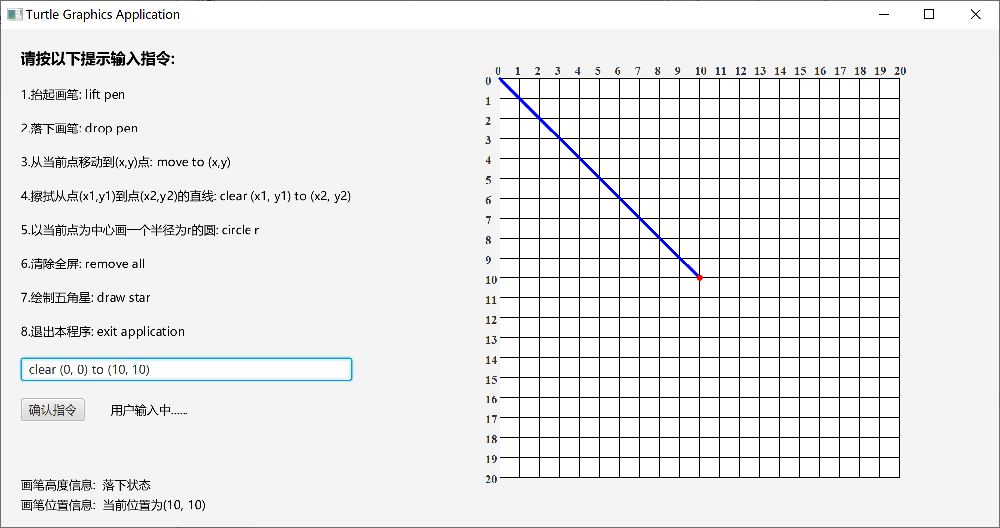 Turtle Graphics Application
请按以下提示输入指令:
1.抬起画笔: lift pen
2.落下画笔: drop pen
3.从当前点移动到(x,y)点: move to (x,y)
4.擦拭从点(x1,y1)到点(x2,y2)的直线: clear (x1, y1) to (x2, y2)
5.以当前点为中心画一个半径为r的圆: circle r
6.清除全屏: remove all
7.绘制五角星: draw star
8.退出本程序: exit application
clear (0, 0) to (10, 10)
确认指令 用户输入中......
画笔高度信息: 落下状态
画笔位置信息: 当前位置为(10, 10)
0 1 2 3 4 5 6 7 8 9 10 11 12 13 14 15 16 17 18 19 20
0
1
2
3
4
5
6
7
8
9
10
11
12
13
14
15
16
17
18
19
20